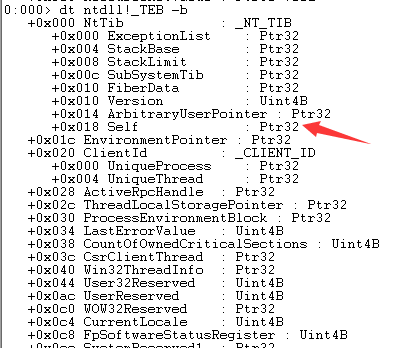 0:000> dt ntdll!_TEB -b
+0x000 NtTib : _NT_TIB
+0x000 ExceptionList : Ptr32
+0x004 StackBase : Ptr32
+0x008 StackLimit : Ptr32
+0x00c SubSystemTib : Ptr32
+0x010 FiberData : Ptr32
+0x010 Version : Uint4B
+0x014 ArbitraryUserPointer : Ptr32
+0x018 Self : Ptr32
+0x01c EnvironmentPointer : Ptr32
+0x020 ClientId : _CLIENT_ID
+0x000 UniqueProcess : Ptr32
+0x004 UniqueThread : Ptr32
+0x028 ActiveRpcHandle : Ptr32
+0x02c ThreadLocalStoragePointer : Ptr32
+0x030 ProcessEnvironmentBlock : Ptr32
+0x034 LastErrorValue : Uint4B
+0x038 CountOfOwnedCriticalSections : Uint4B
+0x03c CsrClientThread : Ptr32
+0x040 Win32ThreadInfo : Ptr32
+0x044 User32Reserved : Uint4B
+0x0ac UserReserved : Uint4B
+0x0c0 WOW32Reserved : Ptr32
+0x0c4 CurrentLocale : Uint4B
+0x0c8 FpSoftwareStatusRegister : Uint4B